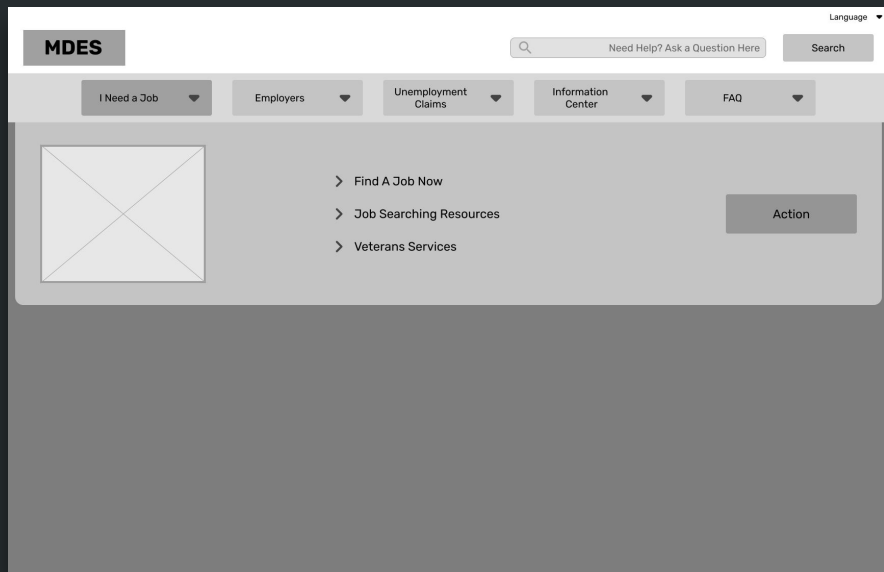 Language
MDES
Need Help? Ask a Question Here
Search
I Need a Job
Employers
Unemployment
Claims
Information
Center
FAQ
Find A Job Now
Job Searching Resources
Veterans Services
Action